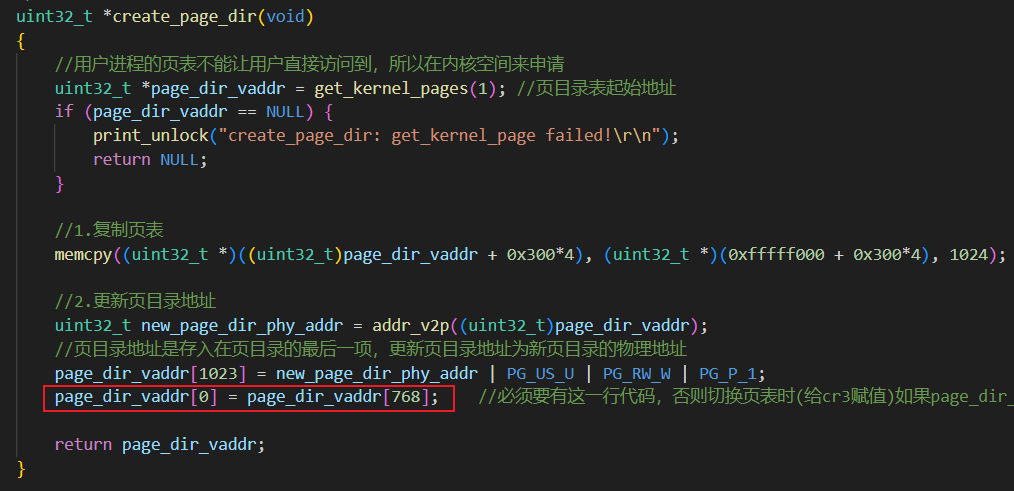 uint32_t *create_page_dir(void)
{
//用户进程的页表不能让用户直接访问到，所以在内核空间来申请
uint32_t *page_dir_vaddr = get_kernel_pages(1); //页目录表起始地址
if (page_dir_vaddr == NULL) {
print_unlock("create_page_dir: get_kernel_page failed!\r\n");
return NULL;
}
//1.复制页表
memcpy((uint32_t *)((uint32_t)page_dir_vaddr + 0x300*4), (uint32_t *)(0xfffff000 + 0x300*4), 1024);
//2.更新页目录地址
uint32_t new_page_dir_phy_addr = addr_v2p((uint32_t)page_dir_vaddr);
//页目录地址是存入在页目录的最后一项，更新页目录地址为新页目录的物理地址
page_dir_vaddr[1023] = new_page_dir_phy_addr | PG_US_U | PG_RW_W | PG_P_1;
page_dir_vaddr[0] = page_dir_vaddr[768]; //必须要有这一行代码，否则切换页表时(给cr3赋值)如果page_dir_
return page_dir_vaddr;
}